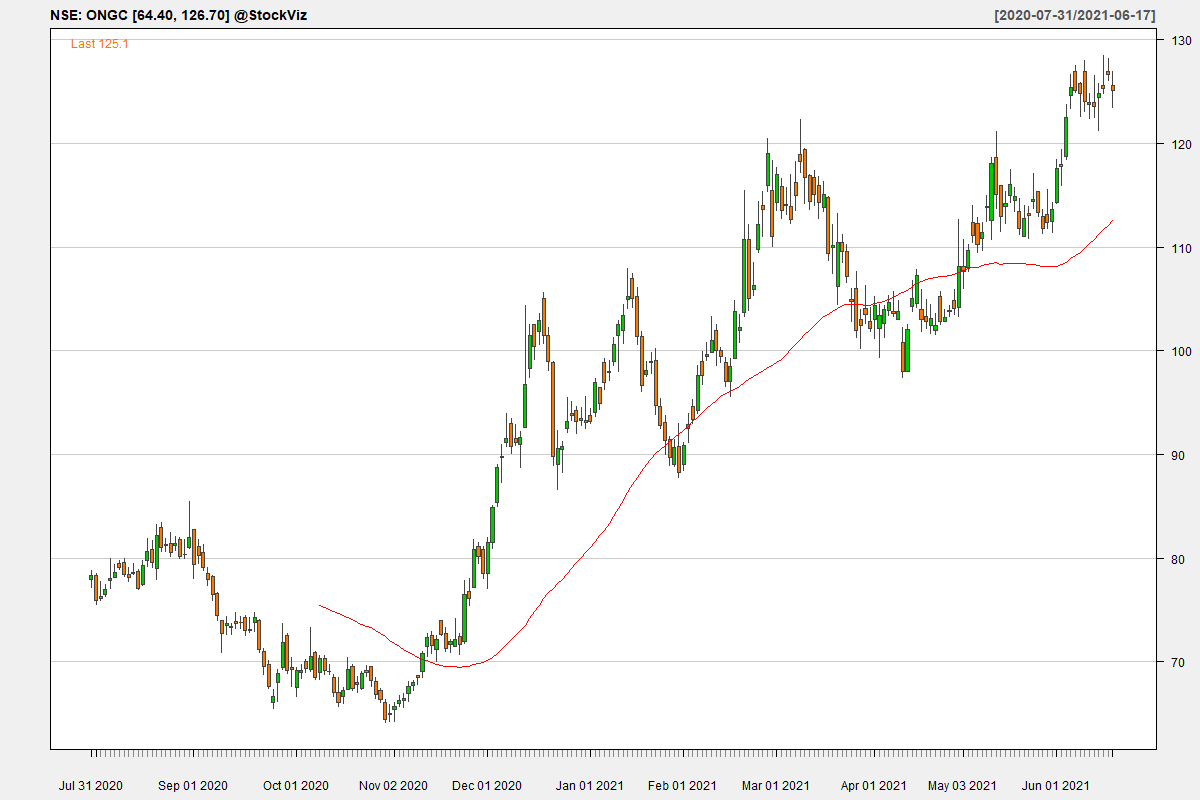 NSE: ONGC [64.40, 126.70] @StockViz
[2020-07-31/2021-06-17]
Last 125.1
130
120
110
100
90
80
70
Jul 31 2020
Sep 01 2020
Oct 01 2020
Nov 02 2020
Dec 01 2020
Jan 01 2021
Feb 01 2021
Mar 01 2021
Apr 01 2021
May 03 2021
Jun 01 2021